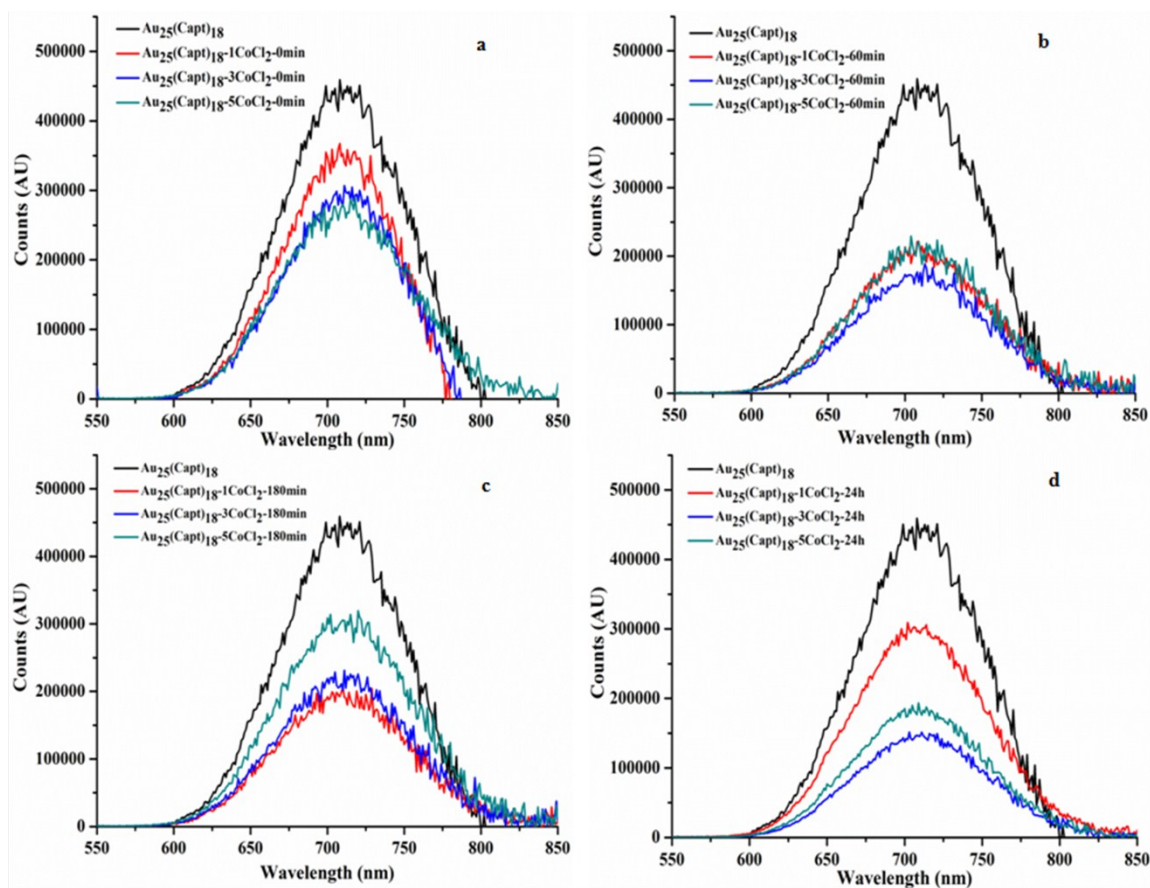 a
Au25(Capt)18
Au25(Capt)18-1CoCl2-0min
Au25(Capt)18-3CoCl2-0min
Au25(Capt)18-5CoCl2-0min
500000
400000
300000
200000
100000
0
Counts (AU)
550 600 650 700 750 800 850
Wavelength (nm)
b
Au25(Capt)18
Au25(Capt)18-1CoCl2-60min
Au25(Capt)18-3CoCl2-60min
Au25(Capt)18-5CoCl2-60min
500000
400000
300000
200000
100000
0
Counts (AU)
550 600 650 700 750 800 850
Wavelength (nm)
c
Au25(Capt)18
Au25(Capt)18-1CoCl2-180min
Au25(Capt)18-3CoCl2-180min
Au25(Capt)18-5CoCl2-180min
500000
400000
300000
200000
100000
0
Counts (AU)
550 600 650 700 750 800 850
Wavelength (nm)
d
Au25(Capt)18
Au25(Capt)18-1CoCl2-24h
Au25(Capt)18-3CoCl2-24h
Au25(Capt)18-5CoCl2-24h
500000
400000
300000
200000
100000
0
Counts (AU)
550 600 650 700 750 800 850
Wavelength (nm)